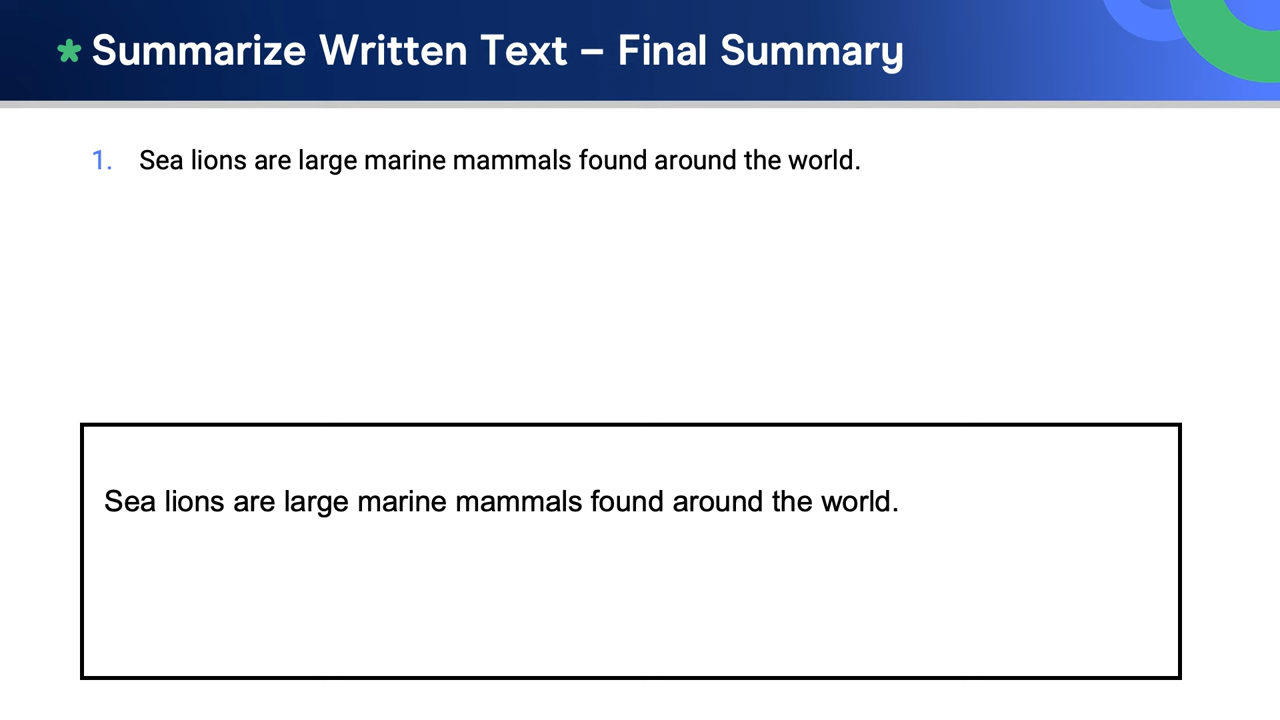 * Summarize Written Text – Final Summary
1. Sea lions are large marine mammals found around the world.
Sea lions are large marine mammals found around the world.